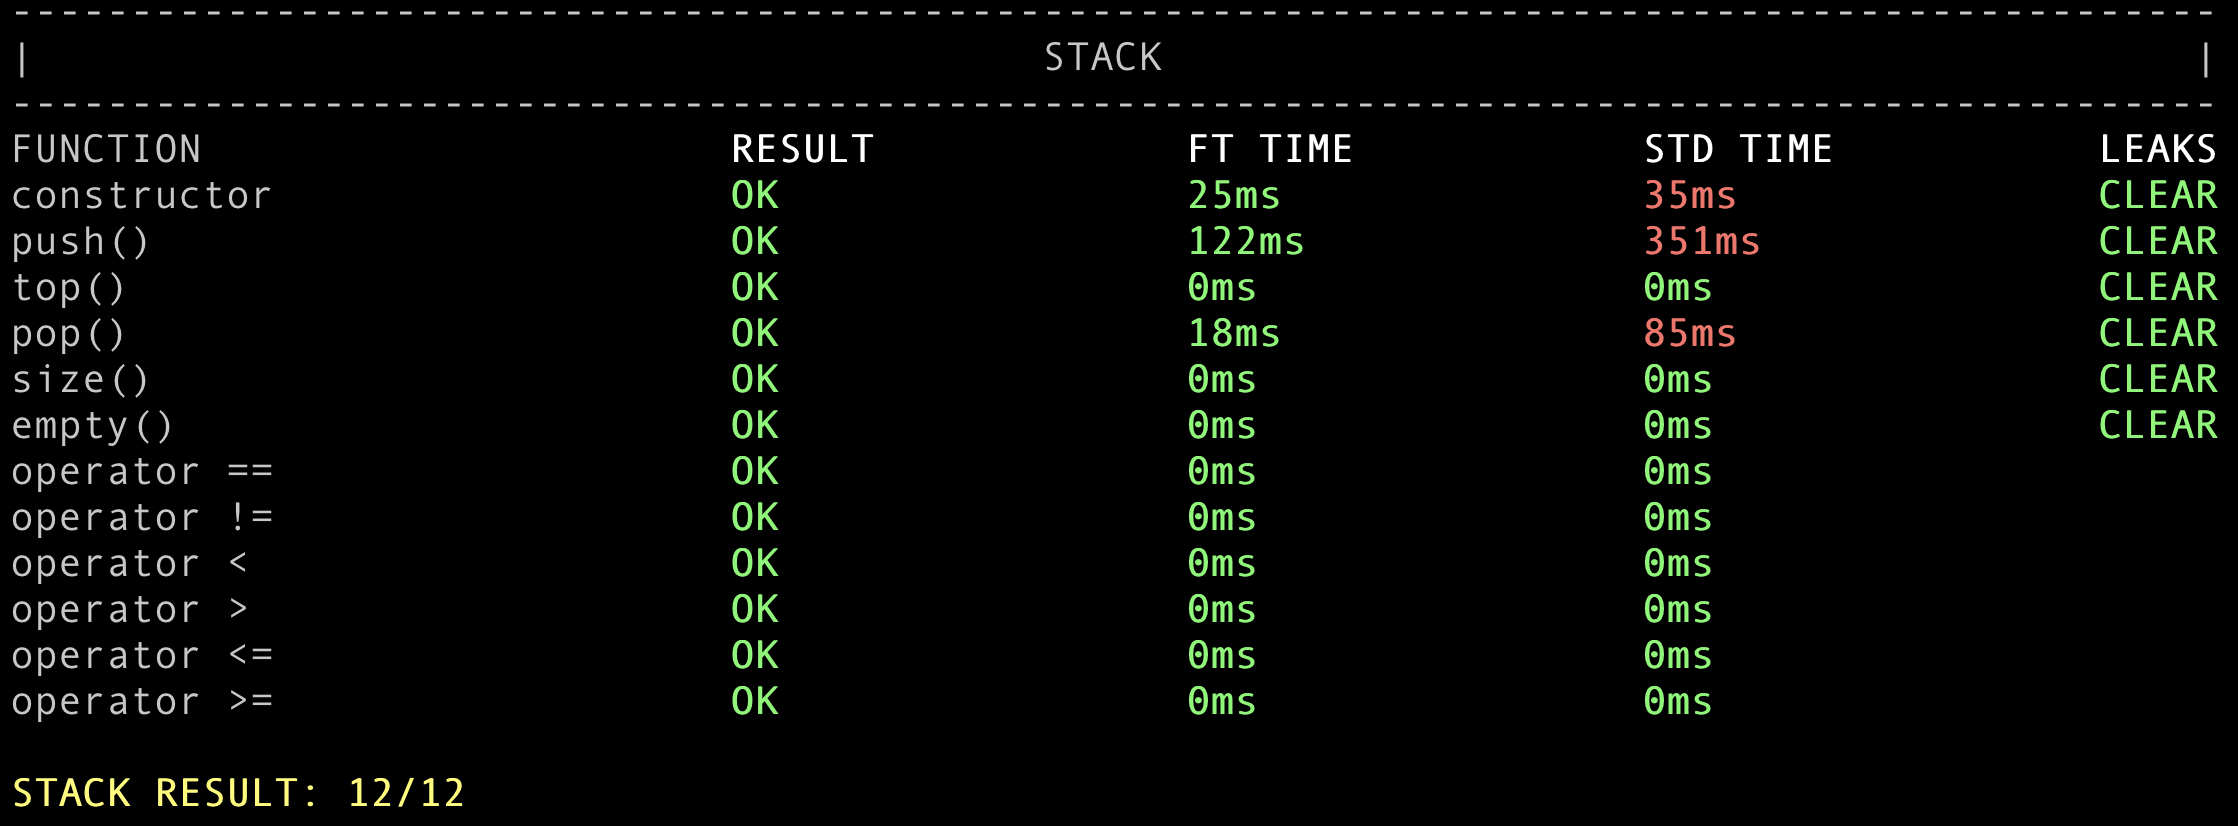 ---------------------------------------------------------------------------------------------
| STACK |
---------------------------------------------------------------------------------------------
FUNCTION RESULT FT TIME STD TIME LEAKS
constructor OK 25ms 35ms CLEAR
push() OK 122ms 351ms CLEAR
top() OK 0ms 0ms CLEAR
pop() OK 18ms 85ms CLEAR
size() OK 0ms 0ms CLEAR
empty() OK 0ms 0ms CLEAR
operator == OK 0ms 0ms
operator != OK 0ms 0ms
operator < OK 0ms 0ms
operator > OK 0ms 0ms
operator <= OK 0ms 0ms
operator >= OK 0ms 0ms
STACK RESULT: 12/12